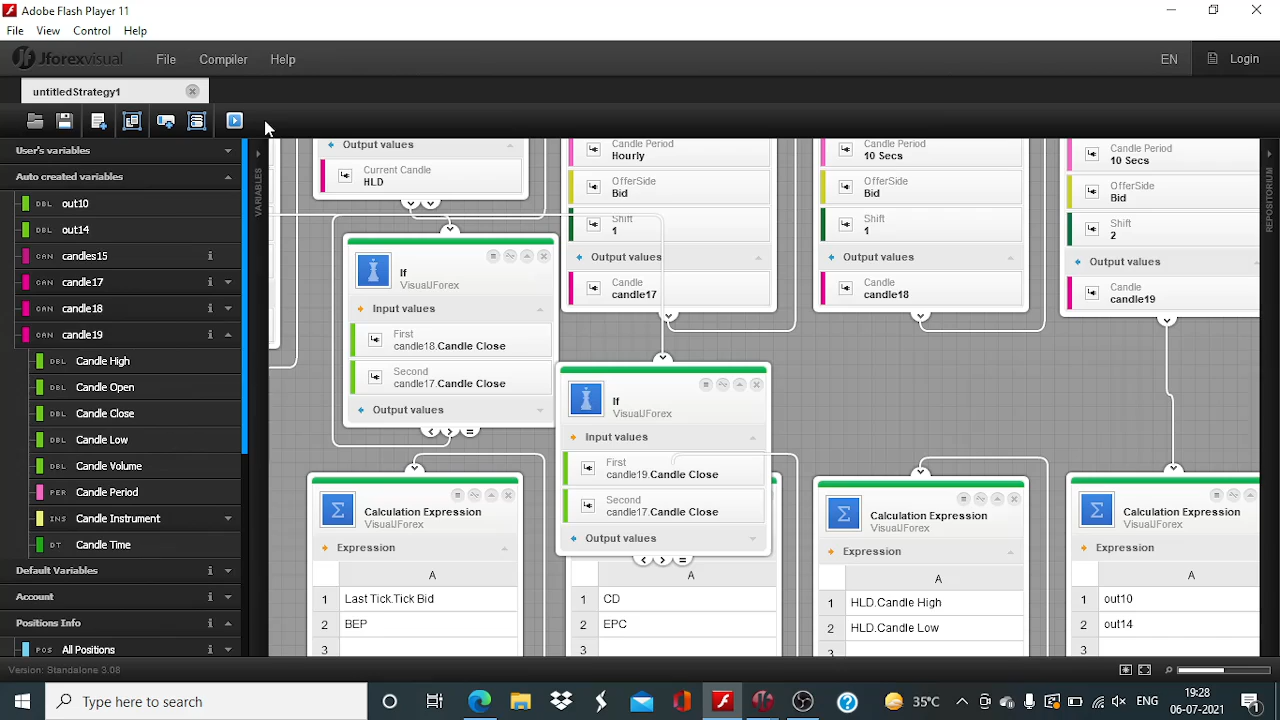 Adobe Flash Player 11
File View Control Help
Jforexvisual File Compiler Help EN Login
untitledStrategy1
User's variables
Auto created variables
DBL out10
DBL out14
CAN candles15 i
CAN candle17 i
CAN candle18 i
CAN candle19 i
DBL Candle High
DBL Candle Open
DBL Candle Close
DBL Candle Low
DBL Candle Volume
PER Candle Period
INS Candle Instrument
DT Candle Time
Default Variables i
Account i
Positions Info i
POS All Positions
VARIABLES
Output values
Current Candle
HLD
If
VisualJForex
Input values
First
candle18.Candle Close
Second
candle17.Candle Close
Output values
Candle Period
Hourly
OfferSide
Bid
Shift
1
Output values
Candle
candle17
If
VisualJForex
Input values
First
candle19.Candle Close
Second
candle17.Candle Close
Output values
Candle Period
10 Secs
OfferSide
Bid
Shift
1
Output values
Candle
candle18
Candle Period
10 Secs
OfferSide
Bid
Shift
2
Output values
Candle
candle19
REPOSITORIUM
Calculation Expression
VisualJForex
Expression
A
1 Last Tick.Tick Bid
2 BEP
3
A
1 CD
2 EPC
3
Calculation Expression
VisualJForex
Expression
A
1 HLD.Candle High
2 HLD.Candle Low
3
Calculation Expression
VisualJForex
Expression
A
1 out10
2 out14
3
Version: Standalone 3.08
Type here to search
35°C
ENG
19:28
06-07-2021
1